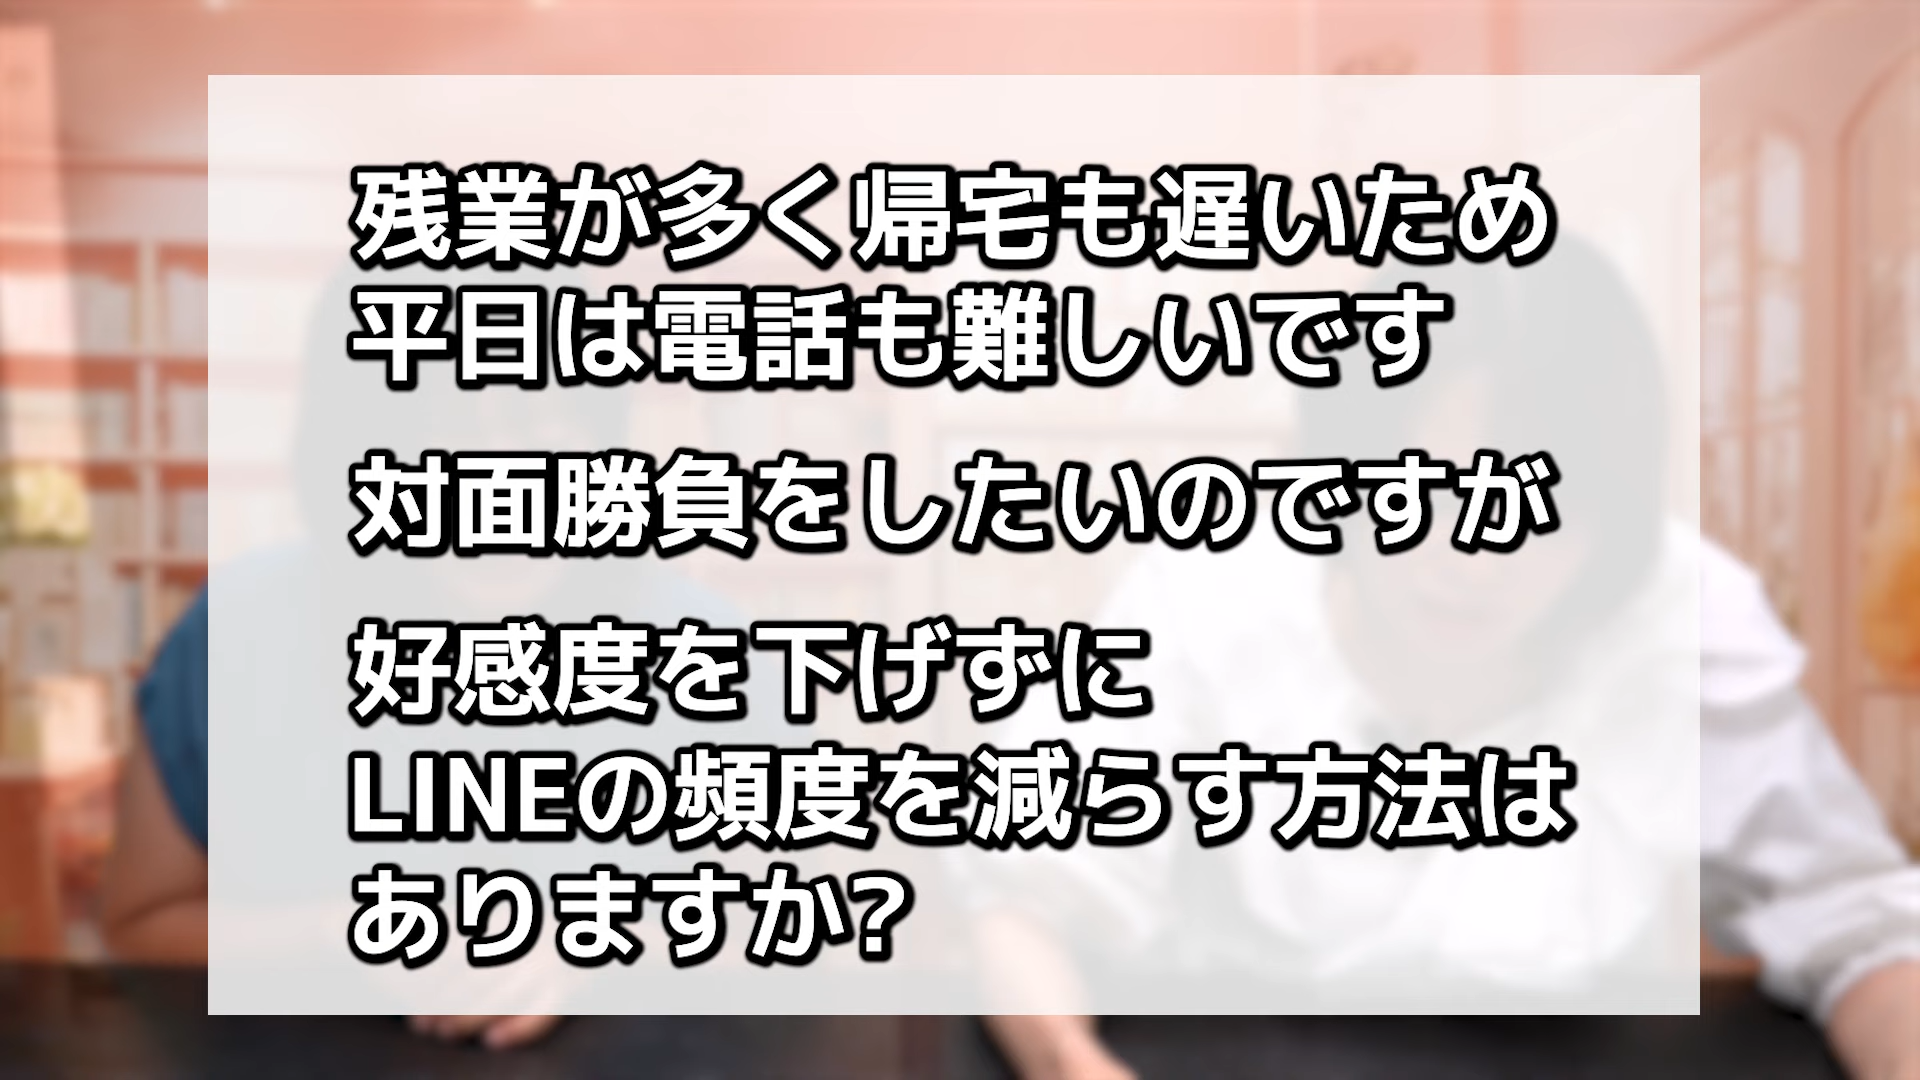 残業が多く帰宅も遅いため
平日は電話も難しいです
対面勝負をしたいのですが
好感度を下げずに
LINEの頻度を減らす方法は
ありますか?